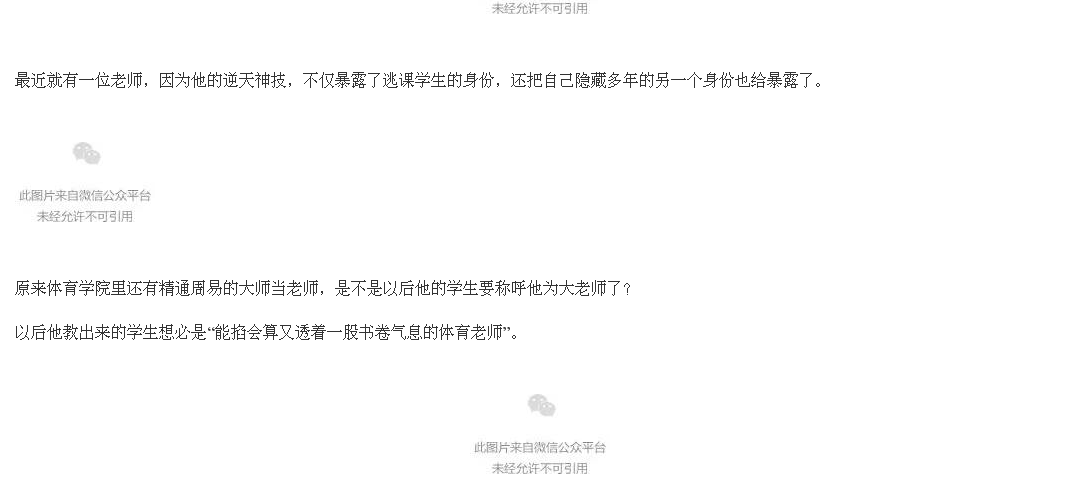 未经允许不可引用
最近就有一位老师，因为他的逆天神技，不仅暴露了逃课学生的身份，还把自己隐藏多年的另一个身份也给暴露了。
此图片来自微信公众平台
未经允许不可引用
原来体育学院里还有精通周易的大师当老师，是不是以后他的学生要称呼他为大老师了？
以后他教出来的学生想必是“能掐会算又透着一股书卷气息的体育老师”。
此图片来自微信公众平台
未经允许不可引用